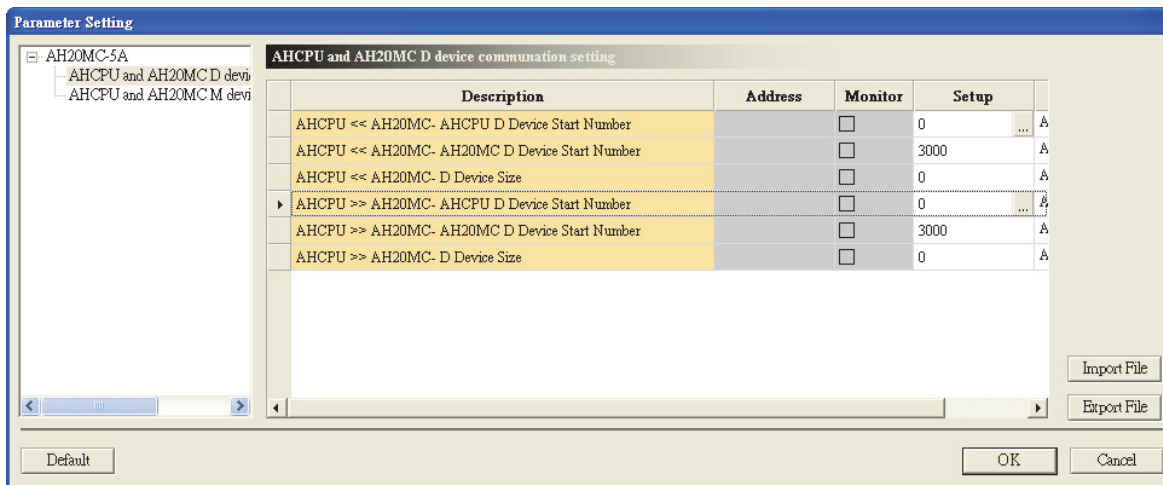 Parameter Setting
AH20MC-5A
AHCPU and AH20MC D devi
AHCPU and AH20MC M devi
AHCPU and AH20MC D device communation setting
Description Address Monitor Setup
AHCPU << AH20MC- AHCPU D Device Start Number 0 ... A
AHCPU << AH20MC- AH20MC D Device Start Number 3000 A
AHCPU << AH20MC- D Device Size 0 A
AHCPU >> AH20MC- AHCPU D Device Start Number 0 ... A
AHCPU >> AH20MC- AH20MC D Device Start Number 3000 A
AHCPU >> AH20MC- D Device Size 0 A
Import File
Export File
Default OK Cancel